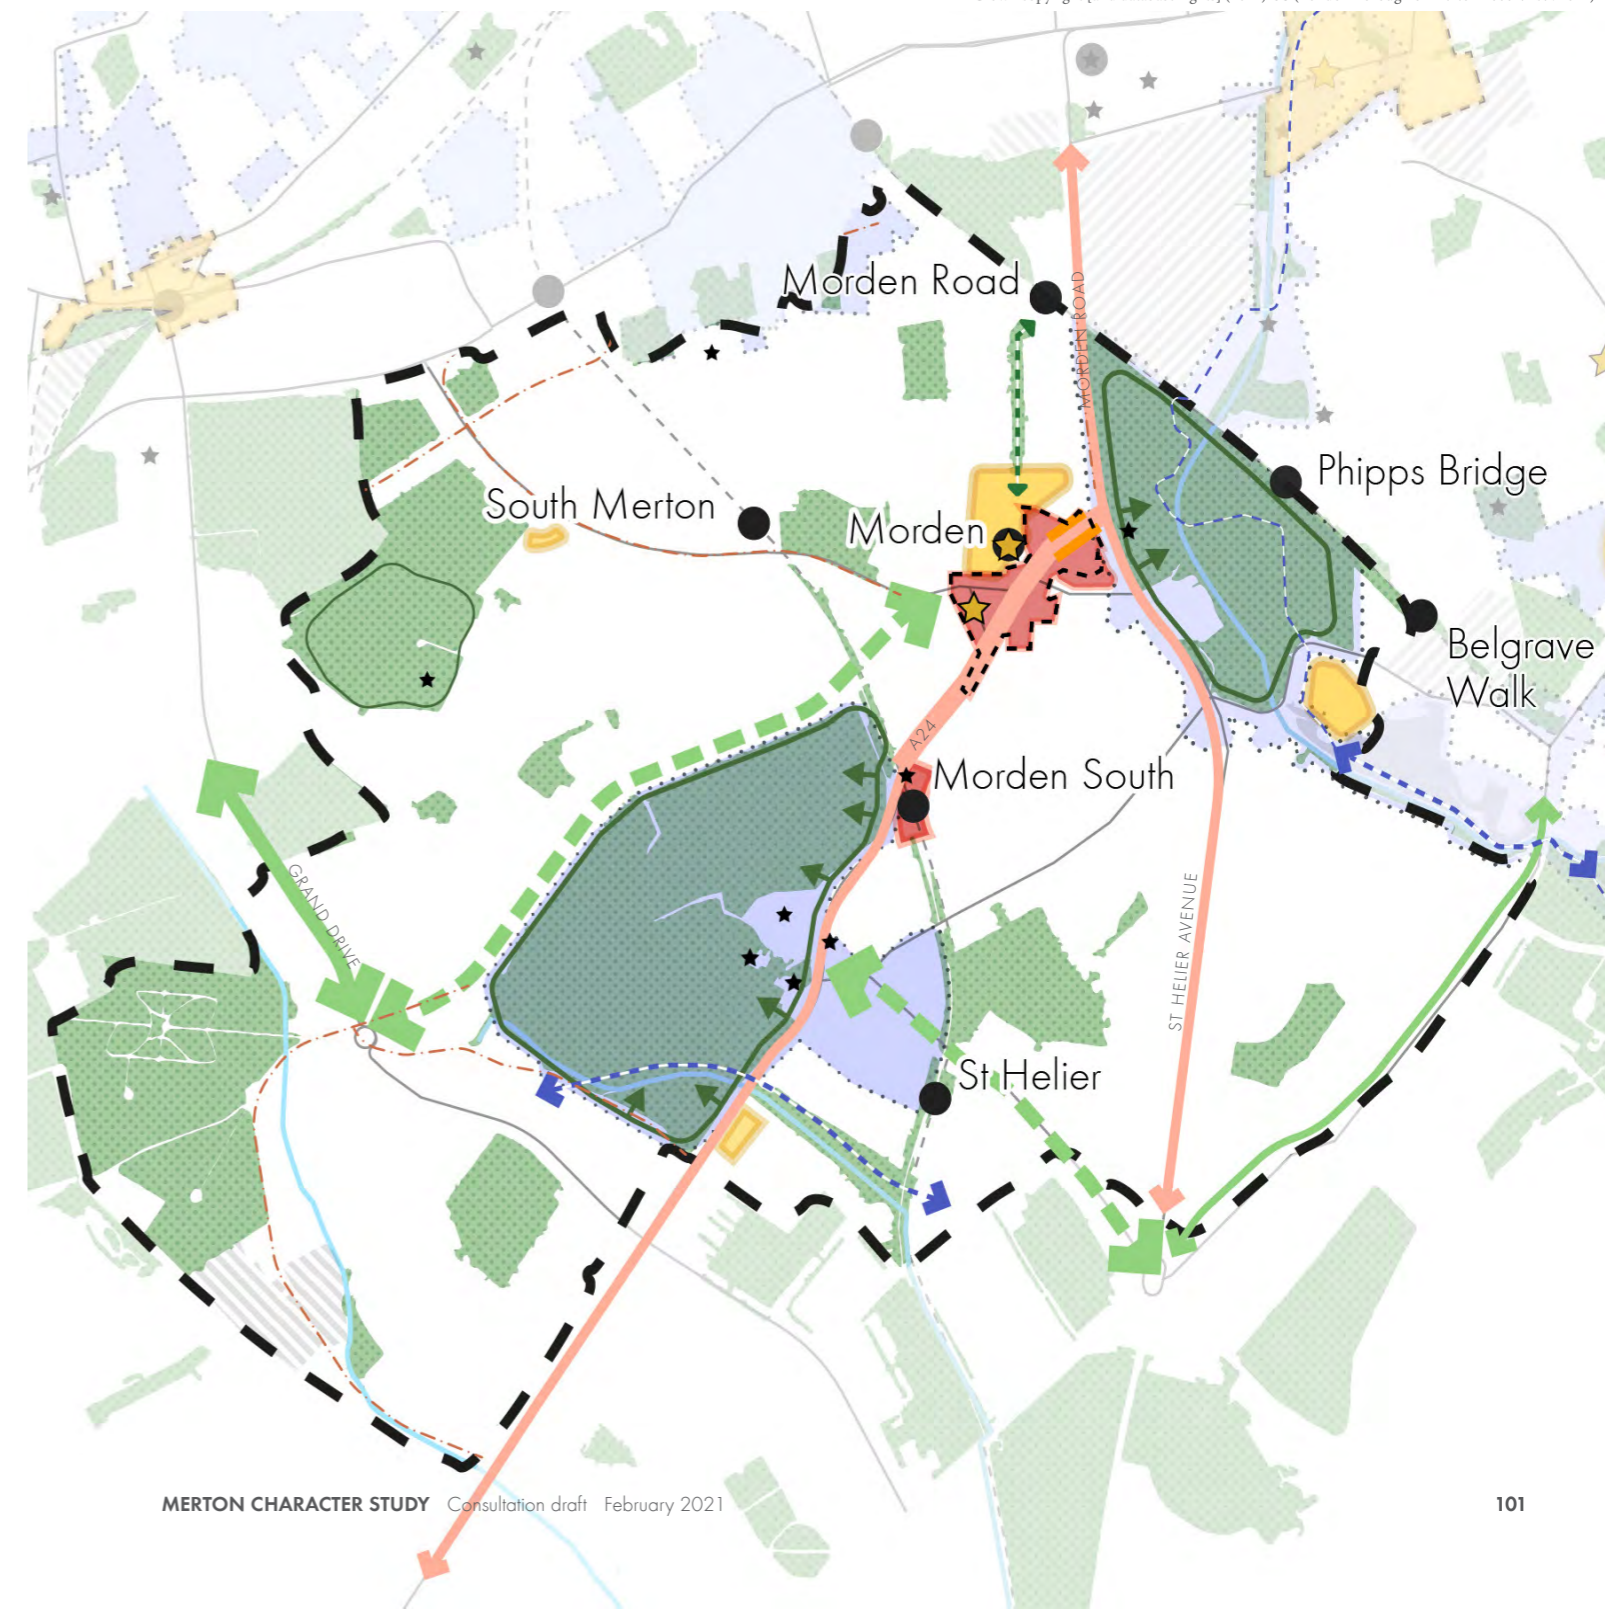 Morden Road
MORDEN ROAD
Phipps Bridge
South Merton
Morden
Belgrave
Walk
A24
Morden South
GRAND DRIVE
ST HELIER AVENUE
St Helier
MERTON CHARACTER STUDY Consultation draft February 2021
101